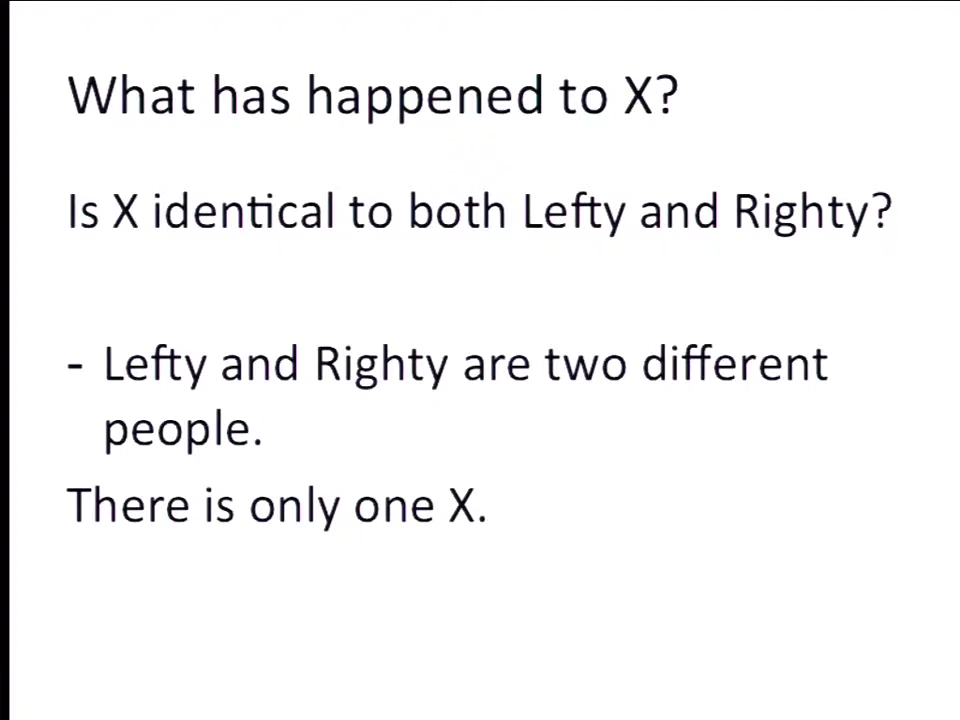 What has happened to X?
Is X identical to both Lefty and Righty?
- Lefty and Righty are two different
people.
There is only one X.